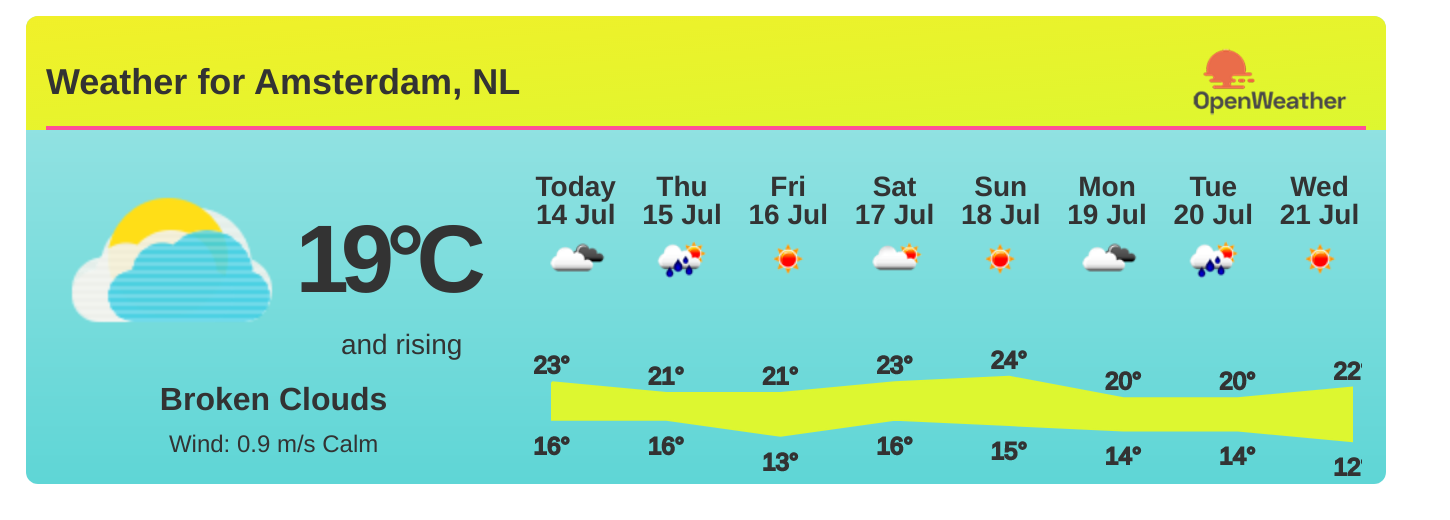 Weather for Amsterdam, NL
OpenWeather
Today Thu Fri Sat Sun Mon Tue Wed
14 Jul 15 Jul 16 Jul 17 Jul 18 Jul 19 Jul 20 Jul 21 Jul
19°C
and rising
Broken Clouds
Wind: 0.9 m/s Calm
23° 21° 21° 23° 24° 20° 20° 22°
16° 16° 13° 16° 15° 14° 14° 12°